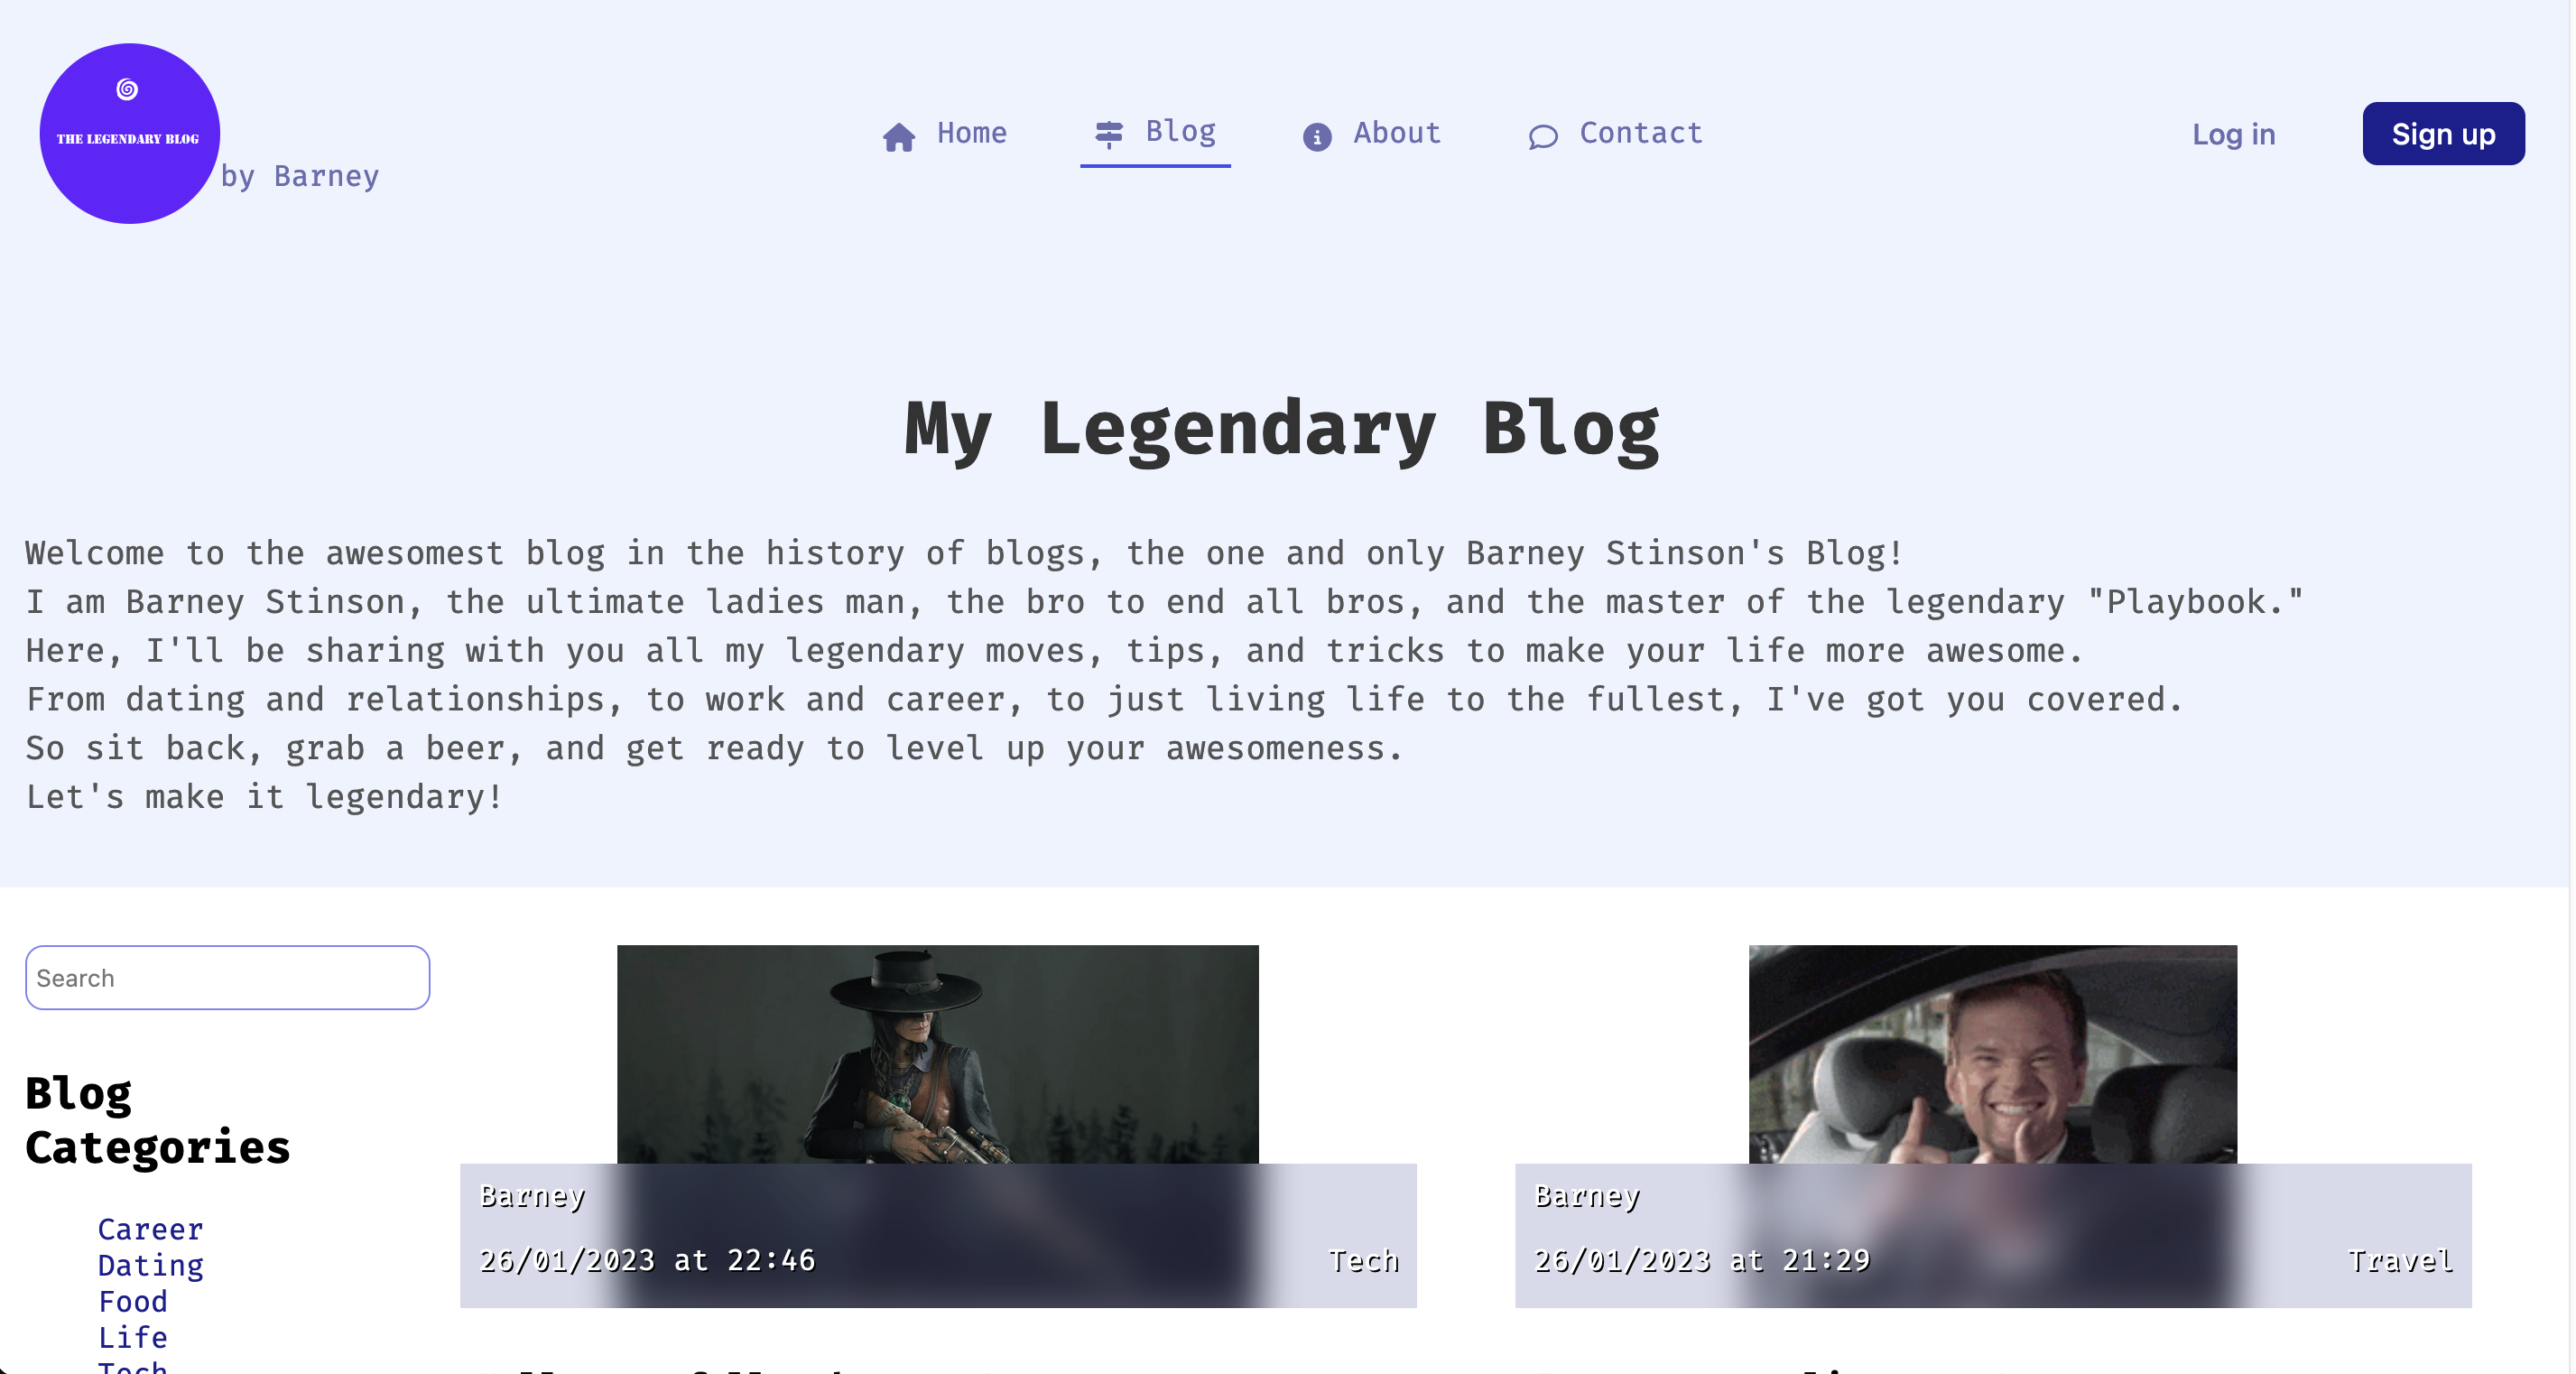 THE LEGENDARY BLOG
by Barney
Home
Blog
About
Contact
Log in
Sign up
My Legendary Blog
Welcome to the awesomest blog in the history of blogs, the one and only Barney Stinson's Blog!
I am Barney Stinson, the ultimate ladies man, the bro to end all bros, and the master of the legendary "Playbook."
Here, I'll be sharing with you all my legendary moves, tips, and tricks to make your life more awesome.
From dating and relationships, to work and career, to just living life to the fullest, I've got you covered.
So sit back, grab a beer, and get ready to level up your awesomeness.
Let's make it legendary!
Search
Blog
Categories
Career
Dating
Food
Life
Tech
Barney
26/01/2023 at 22:46
Tech
Barney
26/01/2023 at 21:29
Travel